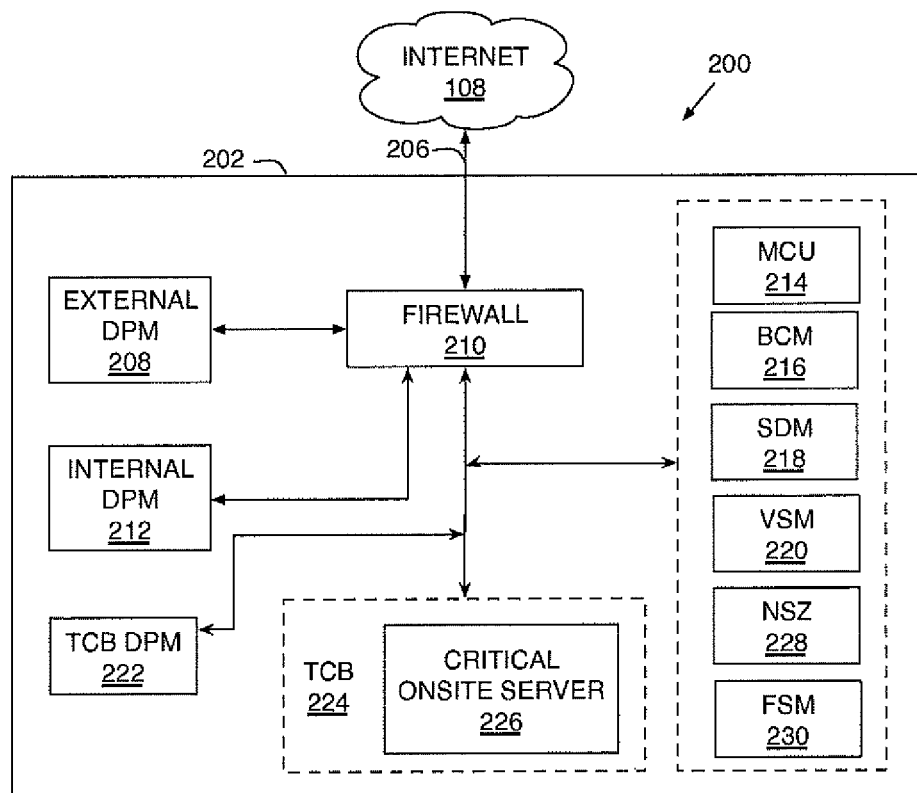 INTERNET
108
200
206
202
EXTERNAL
DPM
208
FIREWALL
210
INTERNAL
DPM
212
TCB DPM
222
TCB
224
CRITICAL
ONSITE SERVER
226
MCU
214
BCM
216
SDM
218
VSM
220
NSZ
228
FSM
230